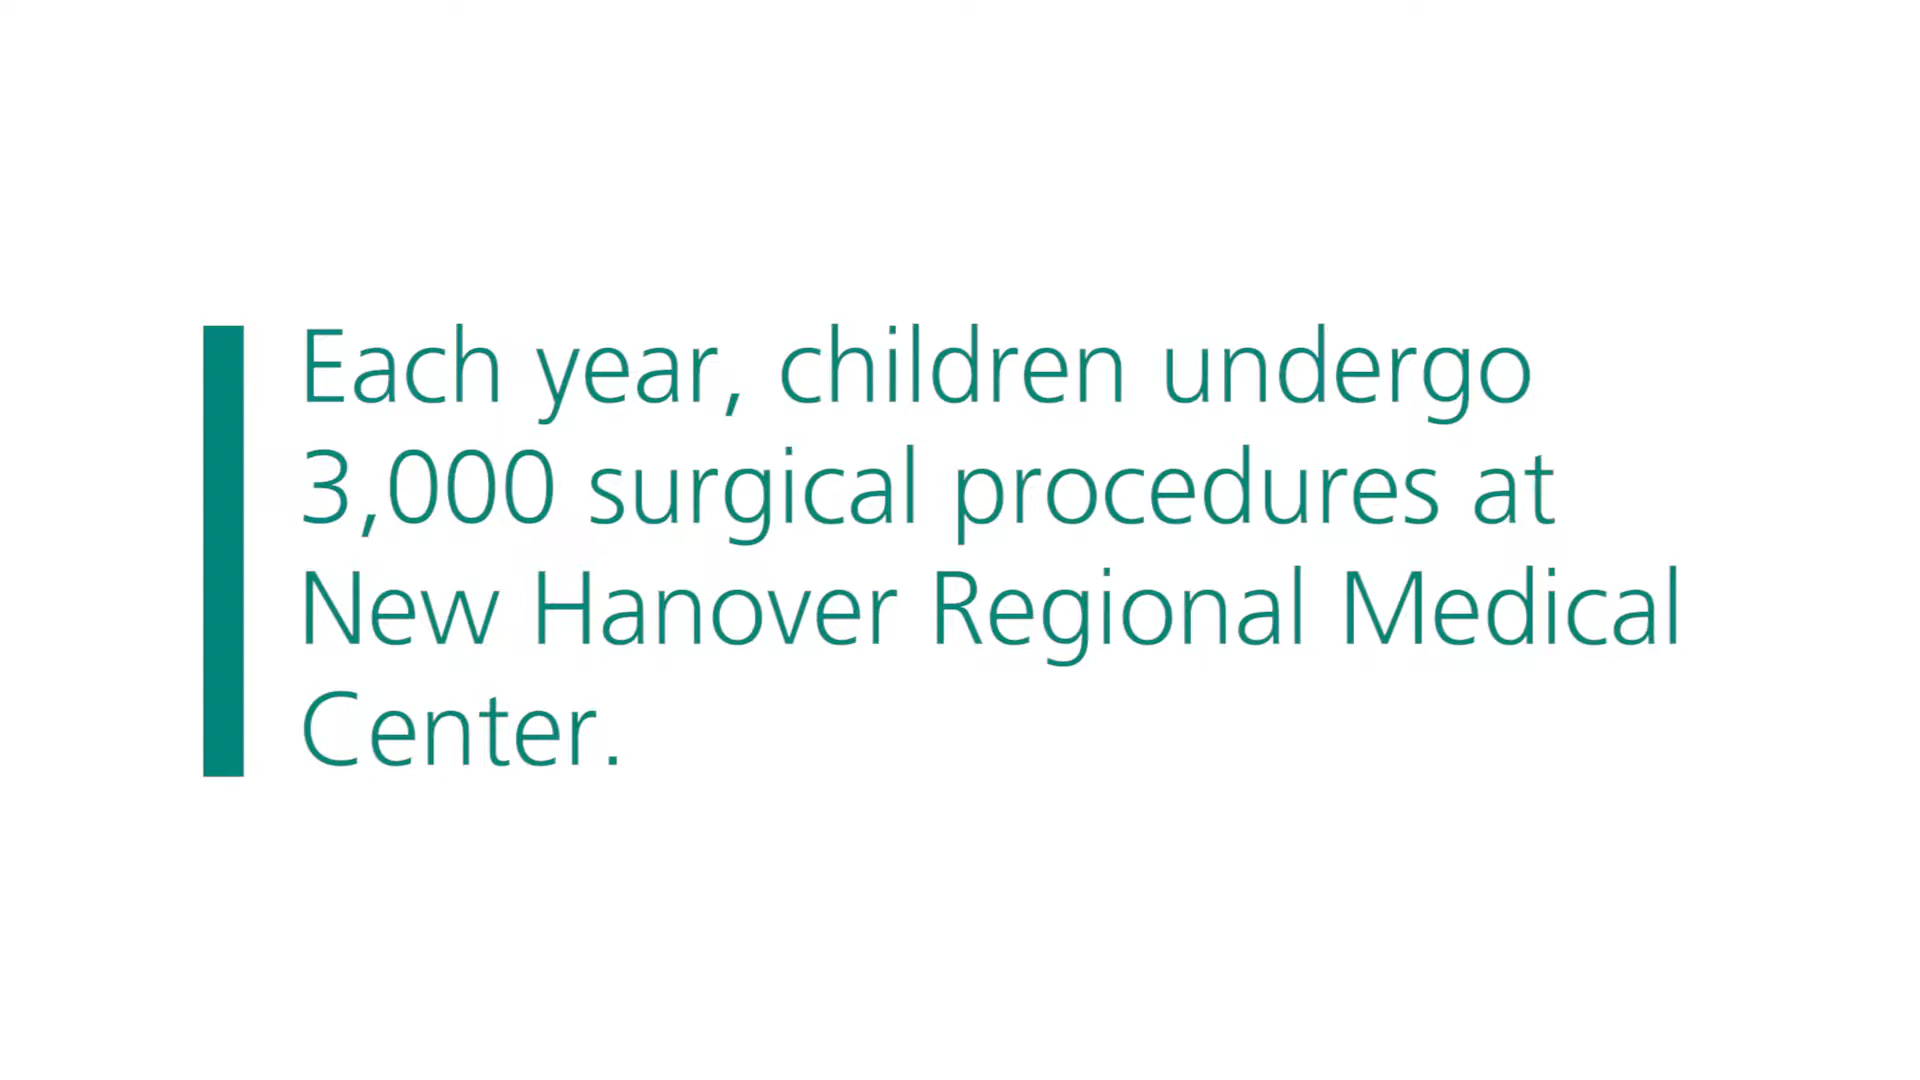 Each year, children undergo
3,000 surgical procedures at
New Hanover Regional Medical
Center.